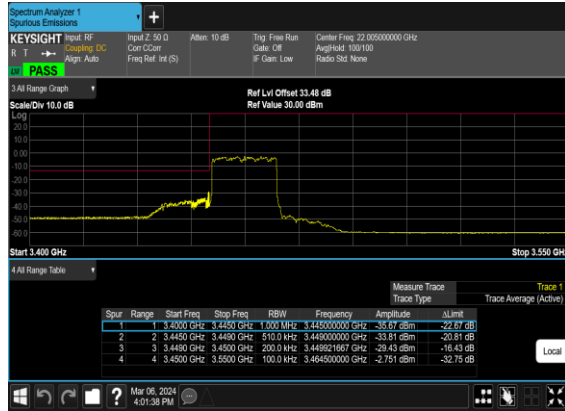 Spectrum Analyzer 1
Spurious Emissions
+
KEYSIGHT Input: RF Input Z: 50 Ω Atten: 10 dB Trig: Free Run Center Freq: 22.005000000 GHz
R T Coupling: DC Corr CCorr Gate: Off Avg|Hold: 100/100
Align: Auto Freq Ref: Int (S) IF Gain: Low Radio Std: None
PASS
3 All Range Graph
Ref Lvl Offset 33.48 dB
Scale/Div 10.0 dB Ref Value 30.00 dBm
Log
20.0
10.0
0.00
-10.0
-20.0
-30.0
-40.0
-50.0
-60.0
Start 3.400 GHz Stop 3.550 GHz
4 All Range Table
Measure Trace Trace 1
Trace Type Trace Average (Active)
Spur Range Start Freq Stop Freq RBW Frequency Amplitude ΔLimit
1 1 3.4000 GHz 3.4450 GHz 1.000 MHz 3.445000000 GHz -35.67 dBm -22.67 dB
2 2 3.4450 GHz 3.4490 GHz 510.0 kHz 3.449000000 GHz -33.81 dBm -20.81 dB
3 3 3.4490 GHz 3.4500 GHz 200.0 kHz 3.449921667 GHz -29.43 dBm -16.43 dB
4 4 3.4500 GHz 3.5500 GHz 100.0 kHz 3.464500000 GHz -2.751 dBm -32.75 dB
Local
?
Mar 06, 2024
4:01:38 PM